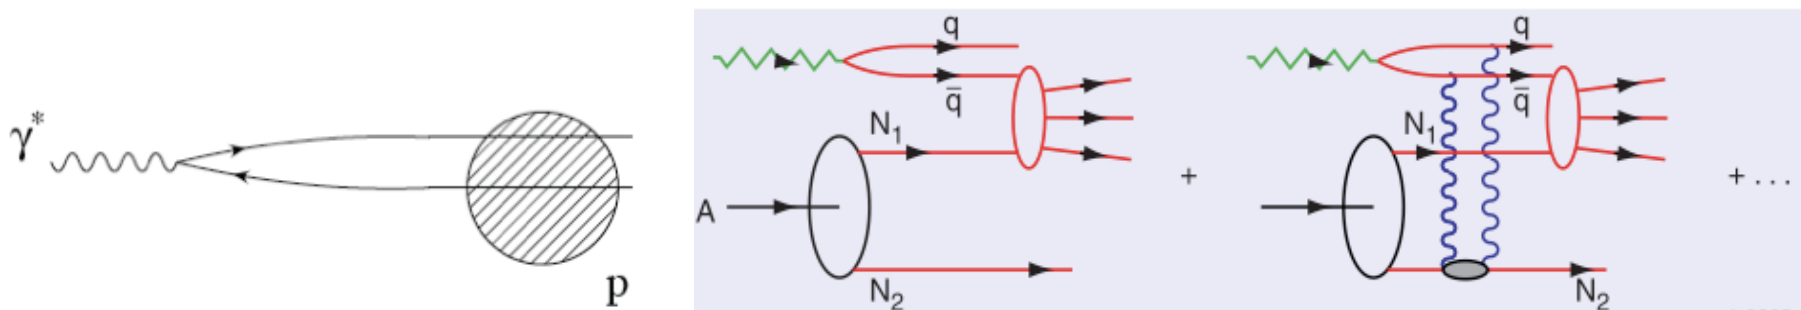 γ*
p
q
q̄
N₁
A
N₂
+
q
q̄
N₁
N₂
+ ...